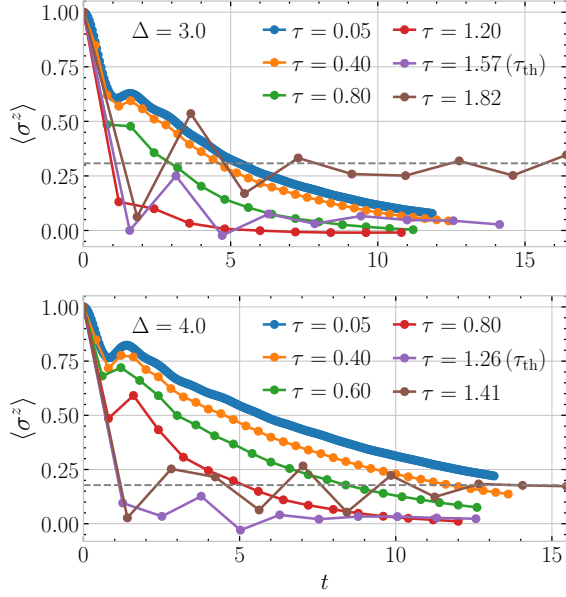 Δ = 3.0
τ = 0.05
τ = 0.40
τ = 0.80
τ = 1.20
τ = 1.57 (τ_th)
τ = 1.82
⟨σ^z⟩
1.00
0.75
0.50
0.25
0.00
0 5 10 15
Δ = 4.0
τ = 0.05
τ = 0.40
τ = 0.60
τ = 0.80
τ = 1.26 (τ_th)
τ = 1.41
⟨σ^z⟩
1.00
0.75
0.50
0.25
0.00
0 5 10 15
t